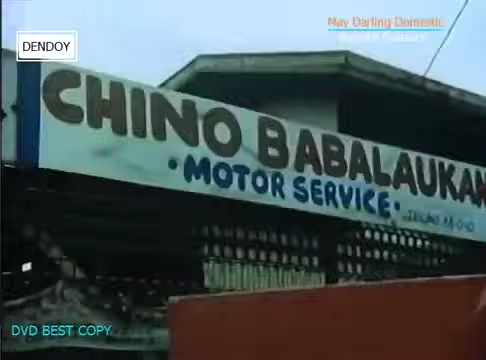 May Darling Domestic
DENDOY
CHINO BABALAUKAN
• MOTOR SERVICE •
DVD BEST COPY